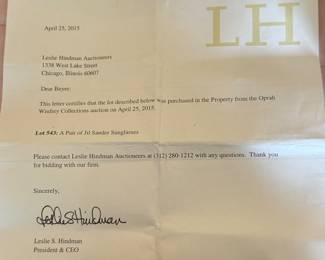 LH
April 25, 2015
Leslie Hindman Auctioneers
1338 West Lake Street
Chicago, Illinois 60607
Dear Buyer:
This letter certifies that the lot described below was purchased in the Property from the Oprah
Winfrey Collections auction on April 25, 2015.
Lot 543: A Pair of Jil Sander Sunglasses
Please contact Leslie Hindman Auctioneers at (312) 280-1212 with any questions. Thank you
for bidding with our firm.
Sincerely,
Leslie S Hindman
Leslie S. Hindman
President & CEO